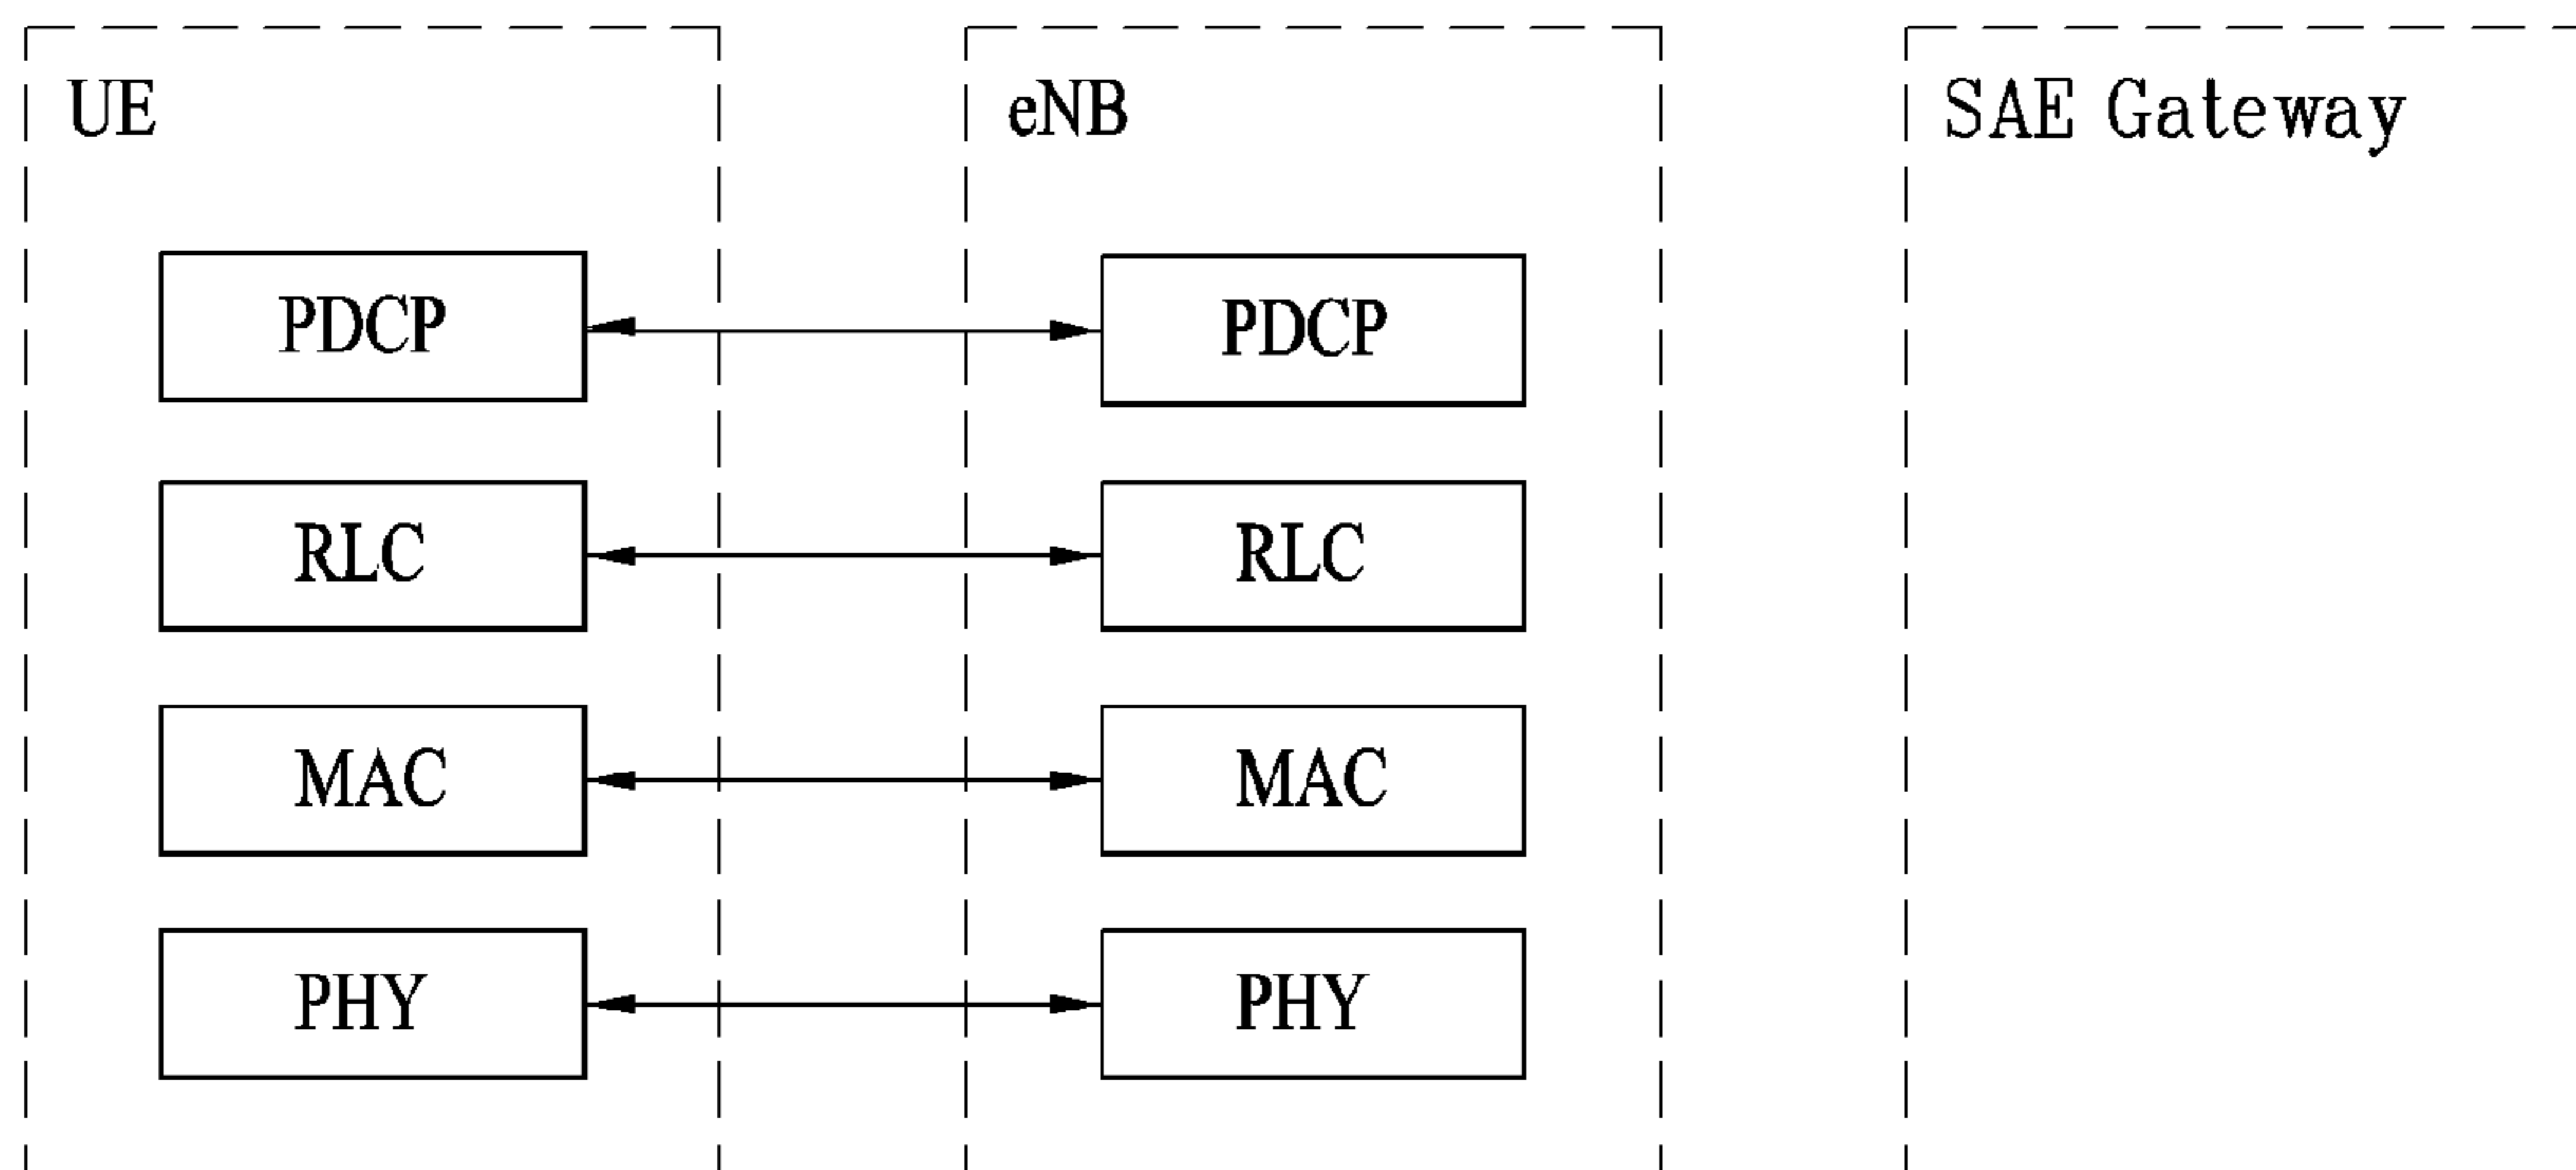 UE
eNB
SAE Gateway
PDCP
PDCP
RLC
RLC
MAC
MAC
PHY
PHY